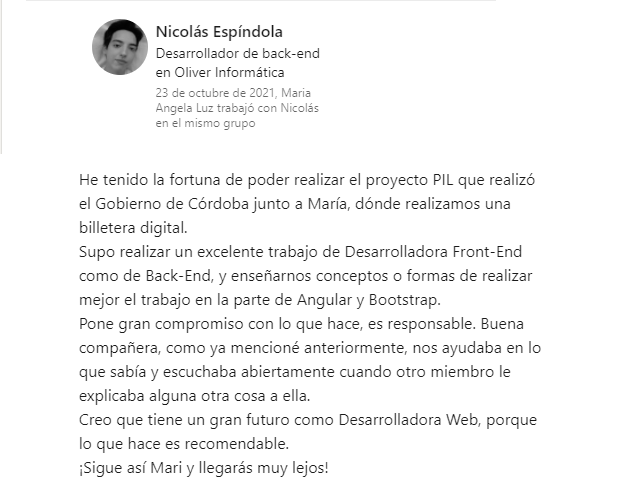 Nicolás Espíndola
Desarrollador de back-end
en Oliver Informática
23 de octubre de 2021, Maria
Angela Luz trabajó con Nicolás
en el mismo grupo
He tenido la fortuna de poder realizar el proyecto PIL que realizó
el Gobierno de Córdoba junto a María, dónde realizamos una
billetera digital.
Supo realizar un excelente trabajo de Desarrolladora Front-End
como de Back-End, y enseñarnos conceptos o formas de realizar
mejor el trabajo en la parte de Angular y Bootstrap.
Pone gran compromiso con lo que hace, es responsable. Buena
compañera, como ya mencioné anteriormente, nos ayudaba en lo
que sabía y escuchaba abiertamente cuando otro miembro le
explicaba alguna otra cosa a ella.
Creo que tiene un gran futuro como Desarrolladora Web, porque
lo que hace es recomendable.
¡Sigue así Mari y llegarás muy lejos!